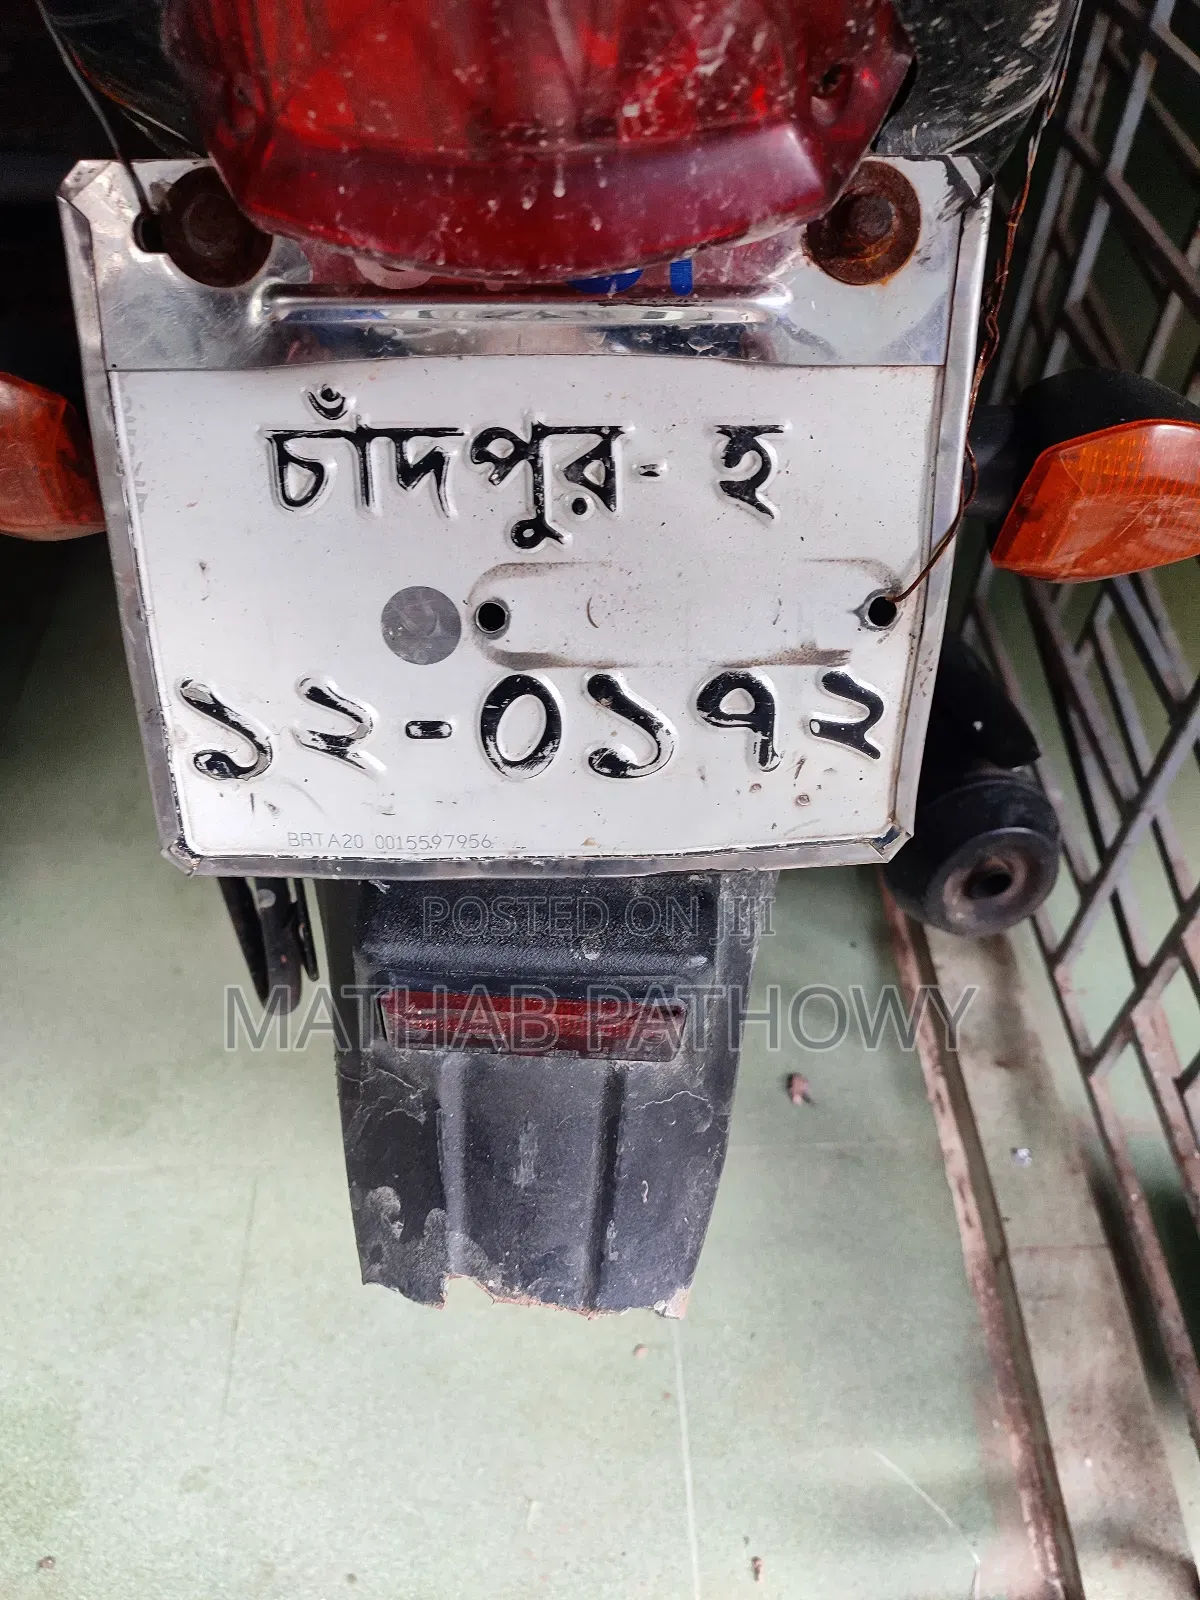 চাঁদপুর - হ
১২-০১৭২
BRTA20 0015597956
POSTED ON JIJI
MATHAB PATHOWY